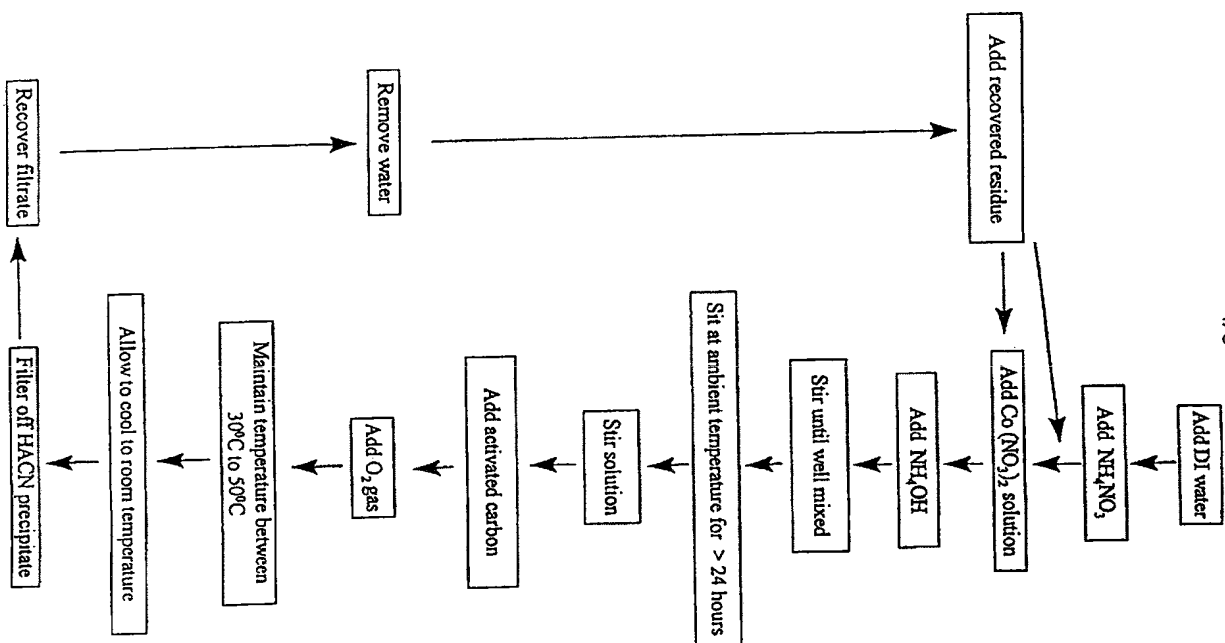 Add DI water
Add NH₄NO₃
Add Co (NO₃)₂ solution
Add NH₄OH
Stir until well mixed
Sit at ambient temperature for > 24 hours
Stir solution
Add activated carbon
Add O₂ gas
Maintain temperature between
30⁰C to 50⁰C
Allow to cool to room temperature
Filter off HACN precipitate
Recover filtrate
Remove water
Add recovered residue